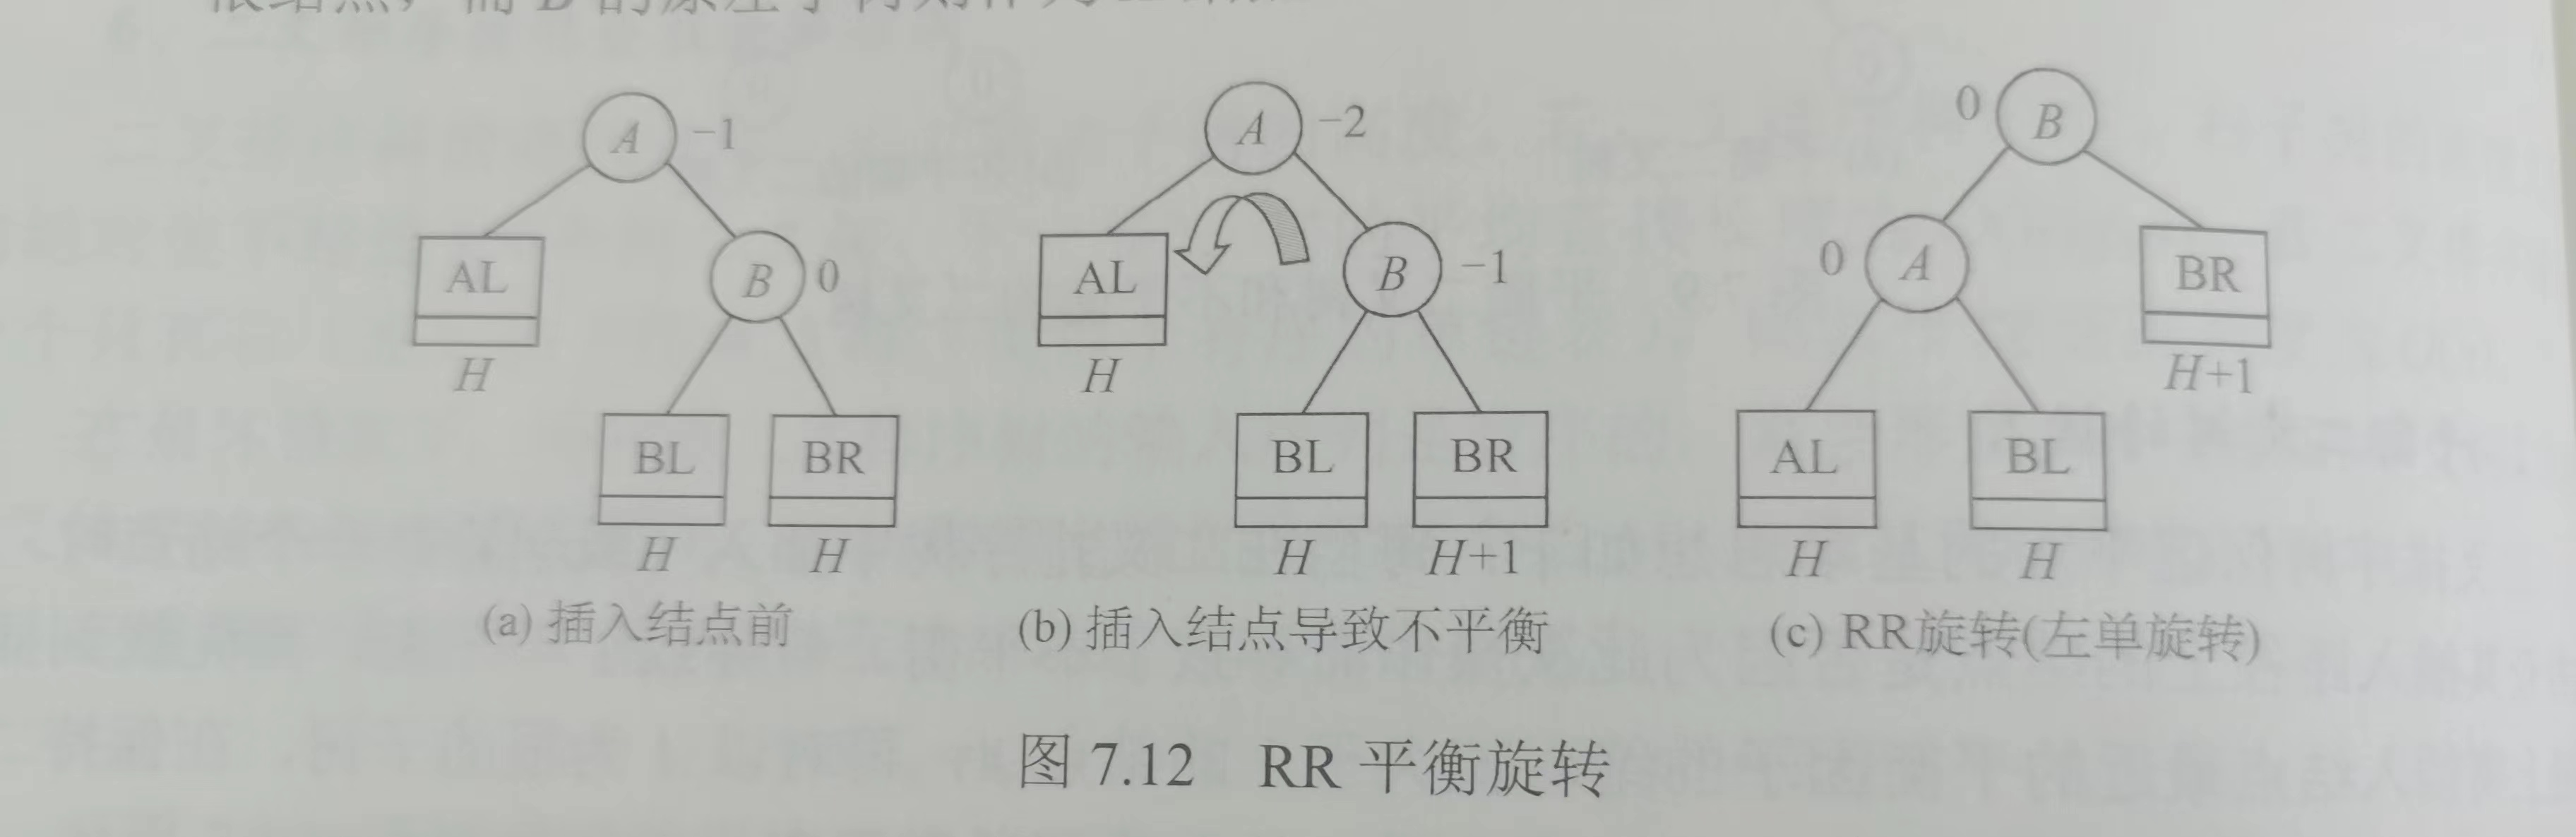 A -1
AL
H
B 0
BL BR
H H
(a) 插入结点前
A -2
AL
H
B -1
BL BR
H H+1
(b) 插入结点导致不平衡
0 B
0 A
BR
H+1
AL BL
H H
(c) RR旋转(左单旋转)
图 7.12 RR 平衡旋转